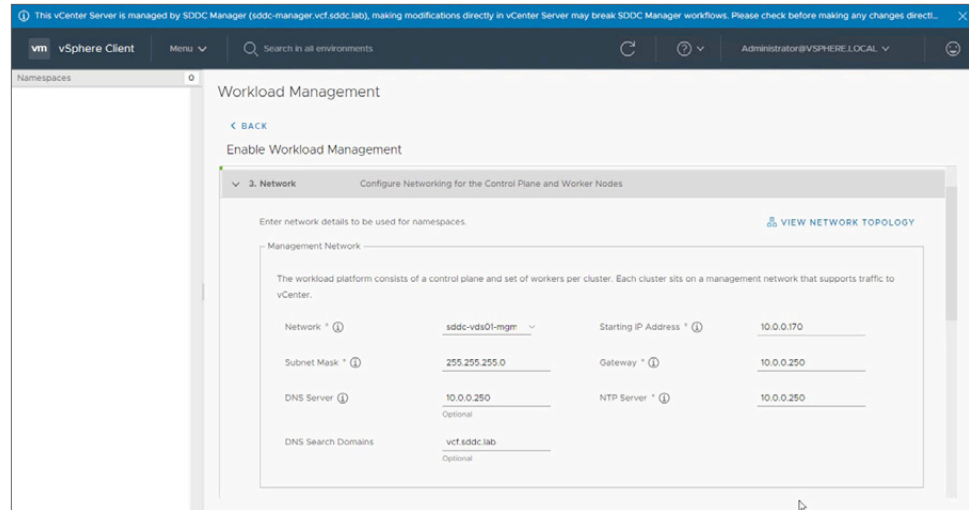 This vCenter Server is managed by SDDC Manager (sddc-manager.vcf.sddc.lab), making modifications directly in vCenter Server may break SDDC Manager workflows. Please check before making any changes directl...
vm vSphere Client Menu Search in all environments Administrator@VSPHERE.LOCAL
Namespaces 0
Workload Management
BACK
Enable Workload Management
3. Network Configure Networking for the Control Plane and Worker Nodes
Enter network details to be used for namespaces. VIEW NETWORK TOPOLOGY
Management Network
The workload platform consists of a control plane and set of workers per cluster. Each cluster sits on a management network that supports traffic to
vCenter.
Network * sddc-vds01-mgm Starting IP Address * 10.0.0.170
Subnet Mask * 255.255.255.0 Gateway * 10.0.0.250
DNS Server 10.0.0.250 NTP Server * 10.0.0.250
Optional
DNS Search Domains vcf.sddc.lab
Optional